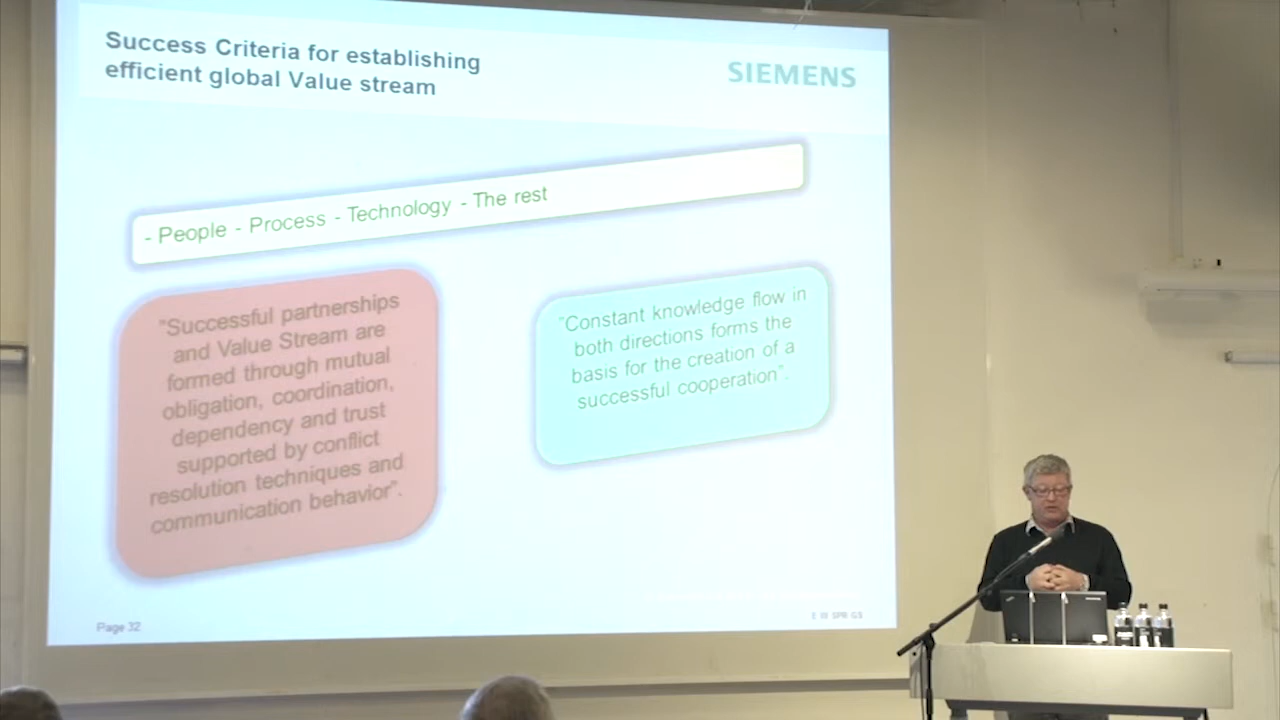 Success Criteria for establishing
efficient global Value stream
SIEMENS
- People - Process - Technology - The rest
"Successful partnerships
and Value Stream are
formed through mutual
obligation, coordination,
dependency and trust
supported by conflict
resolution techniques and
communication behavior".
"Constant knowledge flow in
both directions forms the
basis for the creation of a
successful cooperation".
Page 32